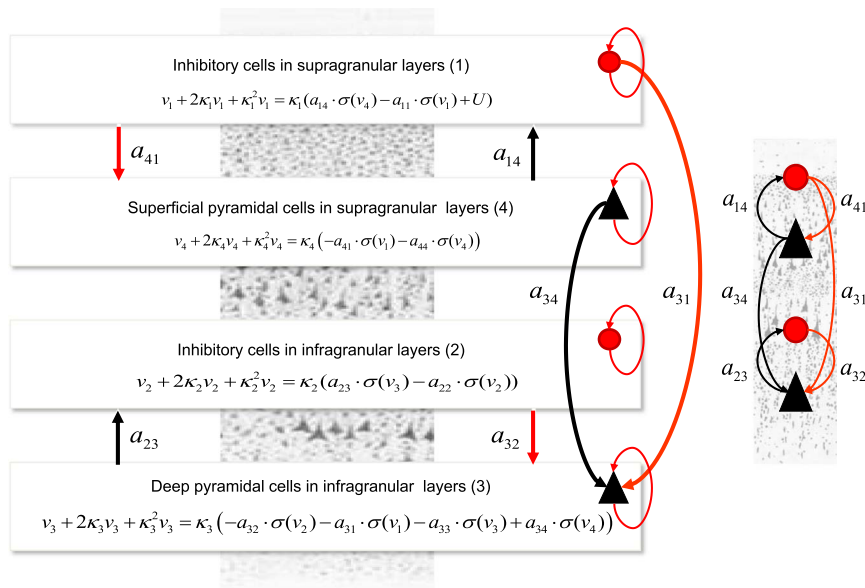 Inhibitory cells in supragranular layers (1)
v₁ + 2κ₁v₁ + κ₁²v₁ = κ₁(a₁₄ · σ(v₄) − a₁₁ · σ(v₁) + U)
a₄₁
a₁₄
Superficial pyramidal cells in supragranular layers (4)
v₄ + 2κ₄v₄ + κ₄²v₄ = κ₄(−a₄₁ · σ(v₁) − a₄₄ · σ(v₄))
a₃₄
a₃₁
Inhibitory cells in infragranular layers (2)
v₂ + 2κ₂v₂ + κ₂²v₂ = κ₂(a₂₃ · σ(v₃) − a₂₂ · σ(v₂))
a₂₃
a₃₂
Deep pyramidal cells in infragranular layers (3)
v₃ + 2κ₃v₃ + κ₃²v₃ = κ₃(−a₃₂ · σ(v₂) − a₃₁ · σ(v₁) − a₃₃ · σ(v₃) + a₃₄ · σ(v₄))
a₁₄
a₄₁
a₃₄
a₃₁
a₂₃
a₃₂